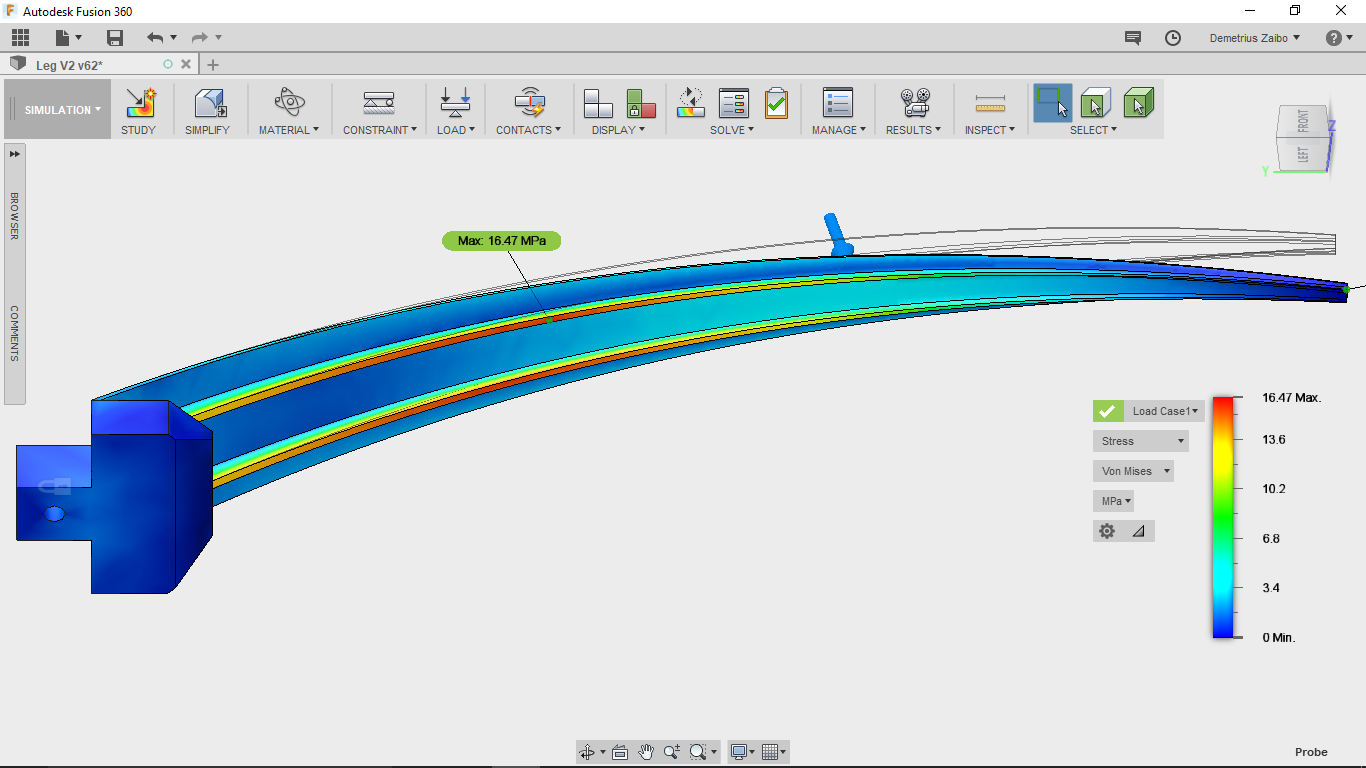 Autodesk Fusion 360
Demetrius Zaibo
Leg V2 v62*
SIMULATION
STUDY
SIMPLIFY
MATERIAL
CONSTRAINT
LOAD
CONTACTS
DISPLAY
SOLVE
MANAGE
RESULTS
INSPECT
SELECT
BROWSER
COMMENTS
FRONT
LEFT
Z
Y
Max: 16.47 MPa
Load Case1
Stress
Von Mises
MPa
16.47 Max.
13.6
10.2
6.8
3.4
0 Min.
Probe